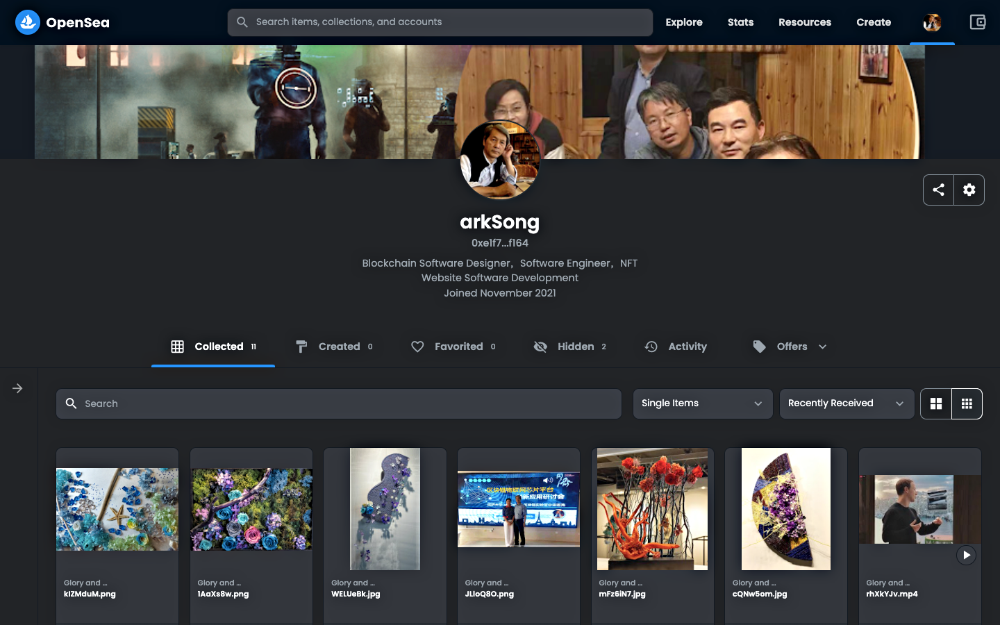 OpenSea
Search items, collections, and accounts
Explore
Stats
Resources
Create
arkSong
0xe1f7...f164
Blockchain Software Designer，Software Engineer，NFT
Website Software Development
Joined November 2021
Collected 11
Created 0
Favorited 0
Hidden 2
Activity
Offers
Search
Single Items
Recently Received
区块链物联网芯片平台
新应用研讨会
Glory and ...
kIZMduM.png
Glory and ...
1AaXs8w.png
Glory and ...
WELUeBk.jpg
Glory and ...
JLIoQ8O.png
Glory and ...
mFz6iN7.jpg
Glory and ...
cQNw5om.jpg
Glory and ...
rhXkYJv.mp4